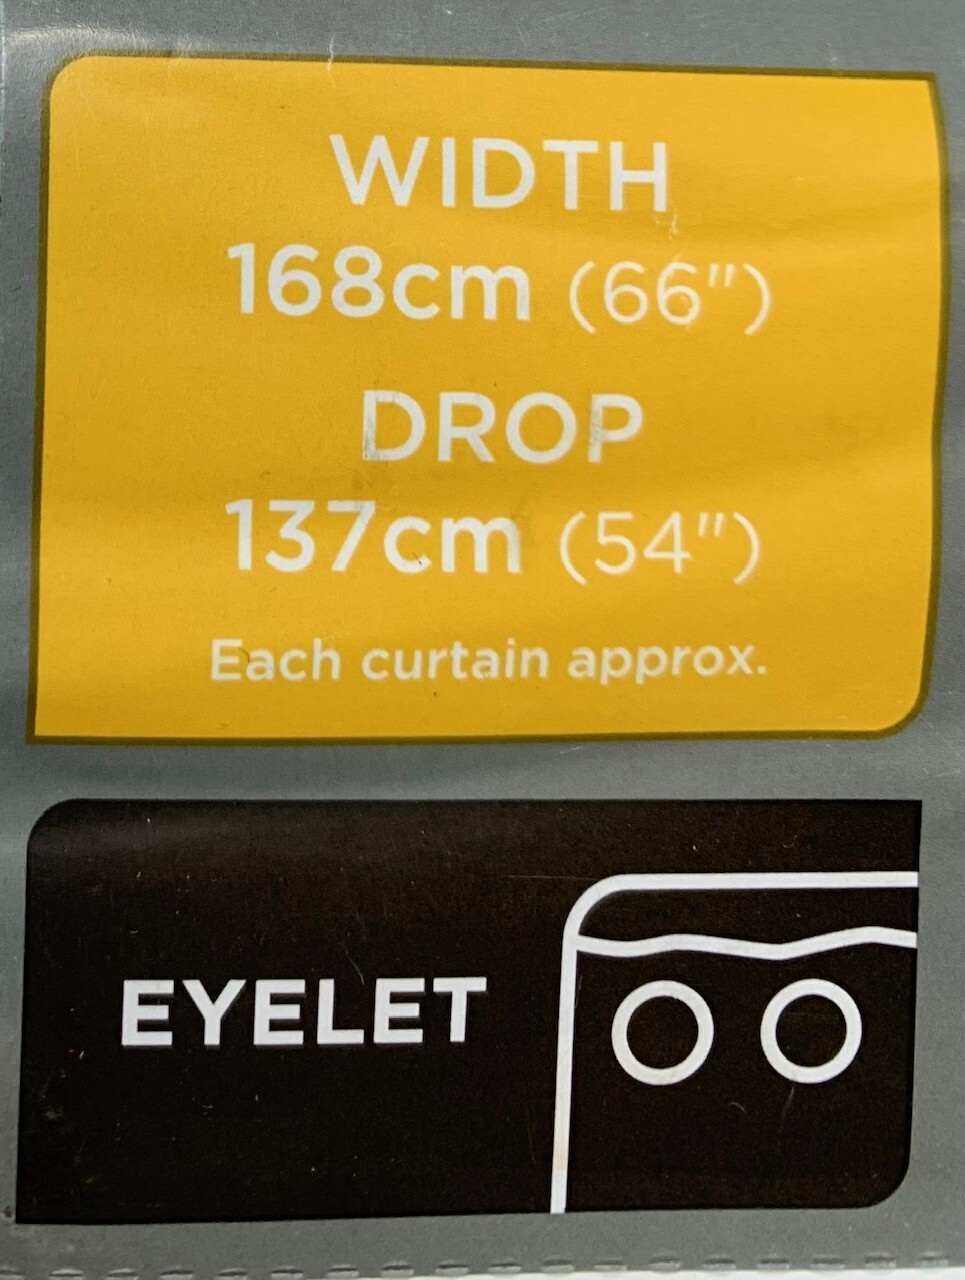 WIDTH
168cm (66")
DROP
137cm (54")
Each curtain approx.
EYELET